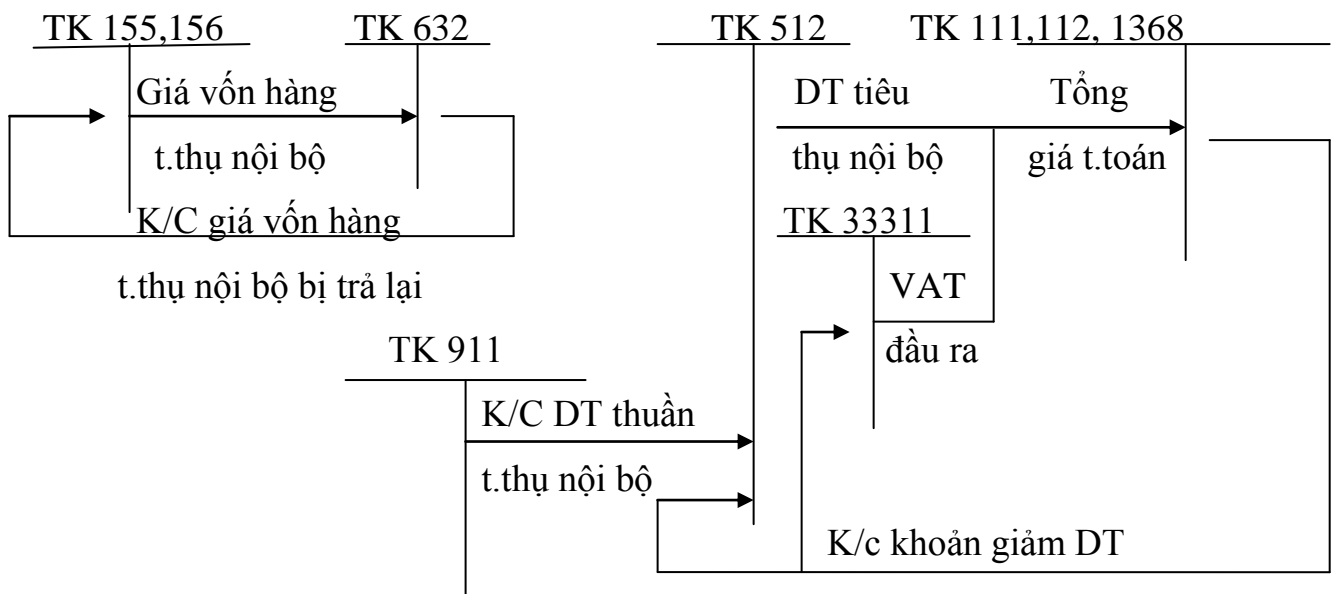 TK 155,156 TK 632 TK 512 TK 111,112, 1368
Giá vốn hàng DT tiêu Tổng
t.thụ nội bộ thụ nội bộ giá t.toán
K/C giá vốn hàng TK 33311
t.thụ nội bộ bị trả lại VAT
TK 911 đầu ra
K/C DT thuần
t.thụ nội bộ
K/c khoản giảm DT